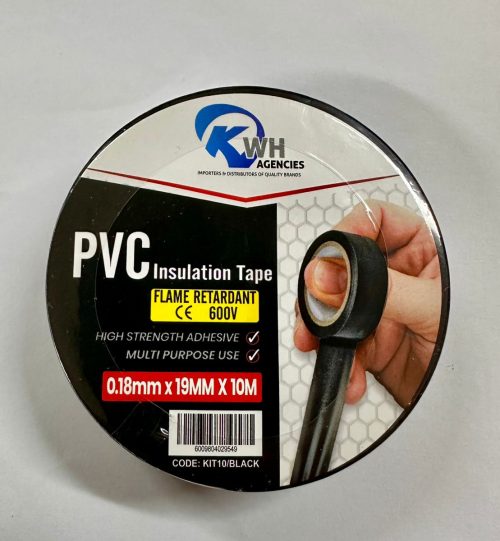 KWH
AGENCIES
IMPORTERS & DISTRIBUTORS OF QUALITY BRANDS
PVC Insulation Tape
FLAME RETARDANT
CE 600V
HIGH STRENGTH ADHESIVE ✓
MULTI PURPOSE USE ✓
0.18mm x 19MM X 10M
6009804029549
CODE: KIT10/BLACK